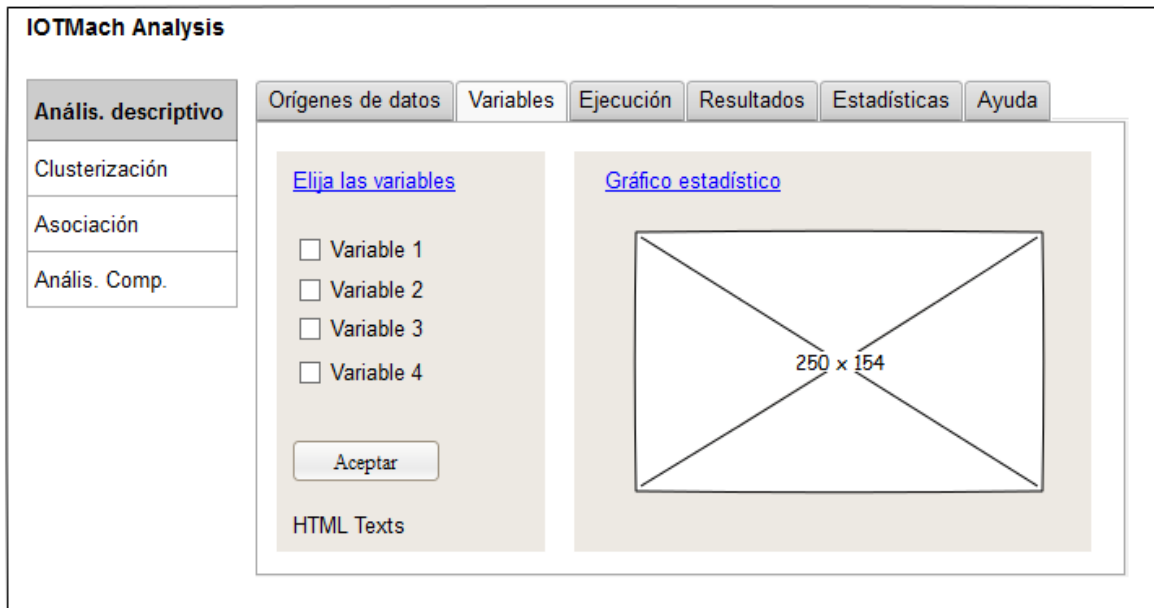 IOTMach Analysis
Anális. descriptivo
Clusterización
Asociación
Anális. Comp.
Orígenes de datos
Variables
Ejecución
Resultados
Estadísticas
Ayuda
Elija las variables
Variable 1
Variable 2
Variable 3
Variable 4
Aceptar
HTML Texts
Gráfico estadístico
250 x 154